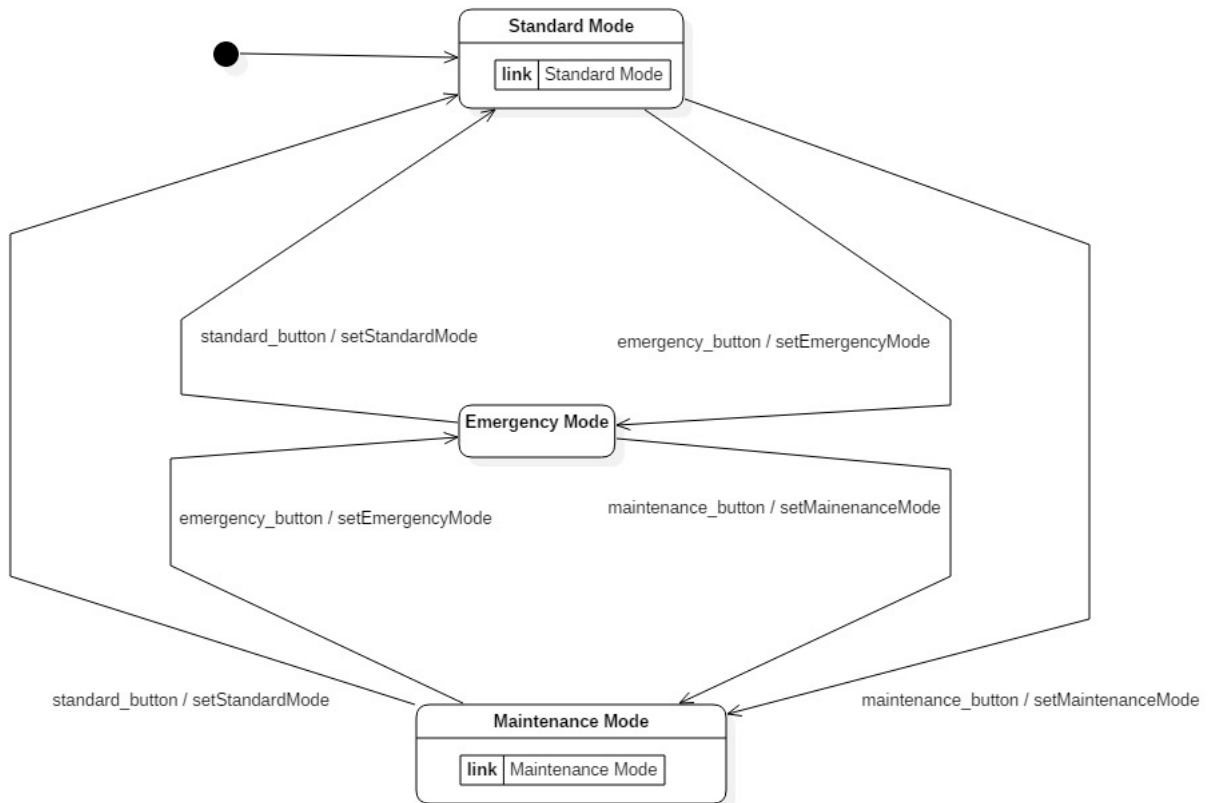 Standard Mode
link Standard Mode
standard_button / setStandardMode
emergency_button / setEmergencyMode
Emergency Mode
emergency_button / setEmergencyMode
maintenance_button / setMainenanceMode
standard_button / setStandardMode
maintenance_button / setMaintenanceMode
Maintenance Mode
link Maintenance Mode